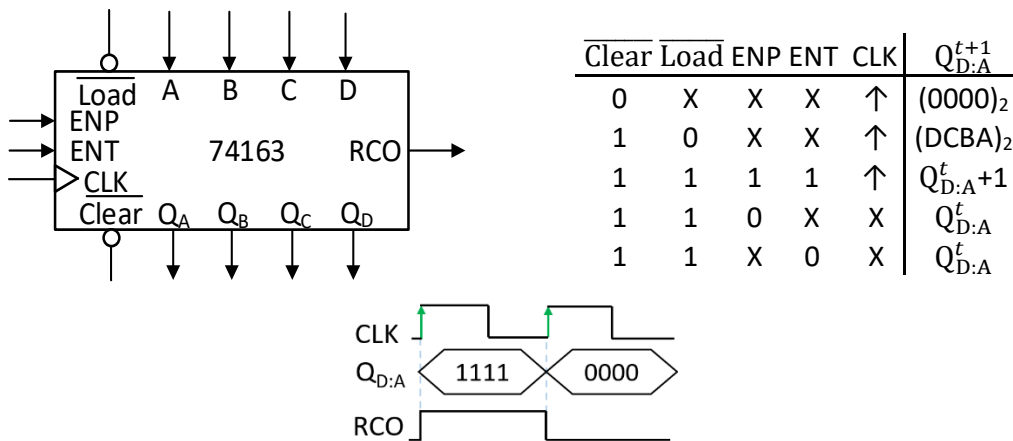 Load A B C D
ENP
ENT 74163 RCO
CLK
Clear Q_A Q_B Q_C Q_D
Clear Load ENP ENT CLK Q_{D:A}^{t+1}
0 X X X ↑ (0000)₂
1 0 X X ↑ (DCBA)₂
1 1 1 1 ↑ Q_{D:A}^{t}+1
1 1 0 X X Q_{D:A}^{t}
1 1 X 0 X Q_{D:A}^{t}
CLK
Q_{D:A} 1111 0000
RCO